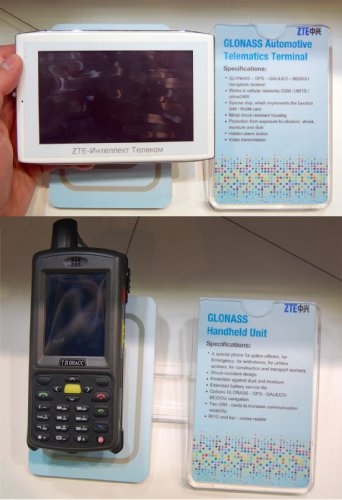 ZTE中兴
GLONASS Automotive
Telematics Terminal
Specifications:
GLONASS - GPS - GALILEO - BEIDOU
navigation receiver
Works in cellular networks GSM / UMTS /
cdma2000
Special chip, which implements the function
SIM / RUIM card
Metal shock resistant housing
Protection from exposure to vibration, shock,
moisture and dust
Hidden alarm button
Video transmission
ZTE-Интеллект Телеком
ZTE中兴
GLONASS
Handheld Unit
Specifications:
A special phone for police officers, for
Emergency, for ambulance, for utilities
workers, for construction and transport workers.
Shock resistant design
Protection against dust and moisture
Extended battery service life
Options GLONASS - GPS - GALILEO-
BEIDOU navigation
Two SIM - cards to increase communication
reliability
RFID and bar - codes reader
ГЛОНАСС